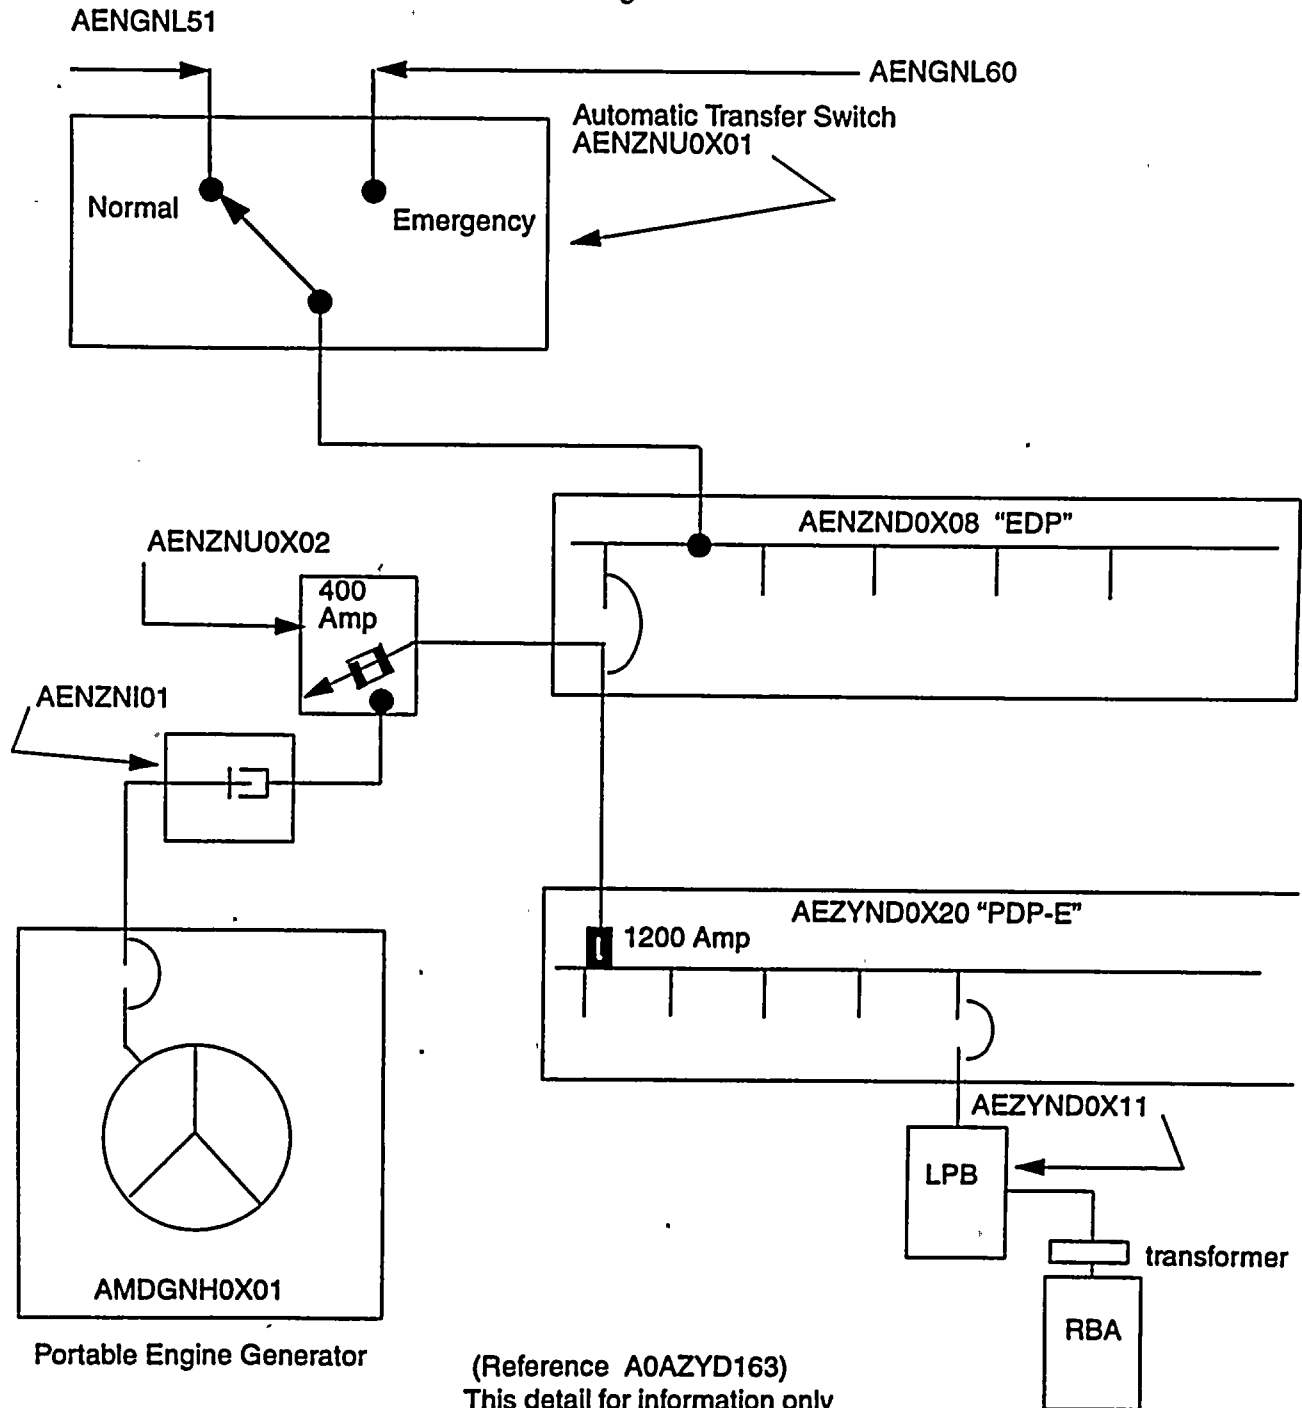 AENGNL51
AENGNL60
Automatic Transfer Switch
AENZNU0X01
Normal
Emergency
AENZND0X08 “EDP”
AENZNU0X02
400
Amp
AENZNI01
AEZYND0X20 “PDP-E”
1200 Amp
AEZYND0X11
LPB
transformer
RBA
AMDGNH0X01
Portable Engine Generator
(Reference A0AZYD163)
This detail for information only